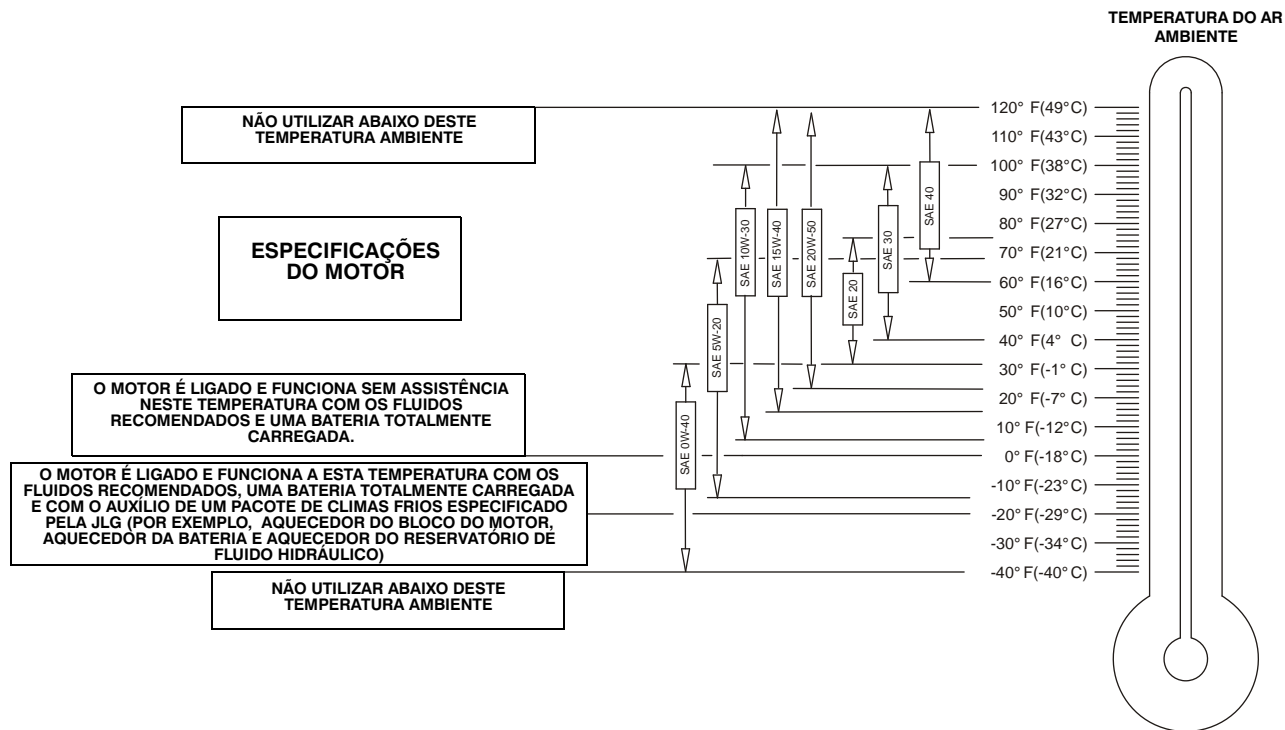 TEMPERATURA DO AR
AMBIENTE
NÃO UTILIZAR ABAIXO DESTE
TEMPERATURA AMBIENTE
ESPECIFICAÇÕES
DO MOTOR
O MOTOR É LIGADO E FUNCIONA SEM ASSISTÊNCIA
NESTE TEMPERATURA COM OS FLUIDOS
RECOMENDADOS E UMA BATERIA TOTALMENTE
CARREGADA.
O MOTOR É LIGADO E FUNCIONA A ESTA TEMPERATURA COM OS
FLUIDOS RECOMENDADOS, UMA BATERIA TOTALMENTE CARREGADA
E COM O AUXÍLIO DE UM PACOTE DE CLIMAS FRIOS ESPECIFICADO
PELA JLG (POR EXEMPLO, AQUECEDOR DO BLOCO DO MOTOR,
AQUECEDOR DA BATERIA E AQUECEDOR DO RESERVATÓRIO DE
FLUIDO HIDRÁULICO)
NÃO UTILIZAR ABAIXO DESTE
TEMPERATURA AMBIENTE
SAE 0W-40
SAE 5W-20
SAE 10W-30
SAE 15W-40
SAE 20W-50
SAE 20
SAE 30
SAE 40
120° F(49°C)
110° F(43°C)
100° F(38°C)
90° F(32°C)
80° F(27°C)
70° F(21°C)
60° F(16°C)
50° F(10°C)
40° F(4° C)
30° F(-1° C)
20° F(-7° C)
10° F(-12°C)
0° F(-18°C)
-10° F(-23°C)
-20° F(-29°C)
-30° F(-34°C)
-40° F(-40°C)